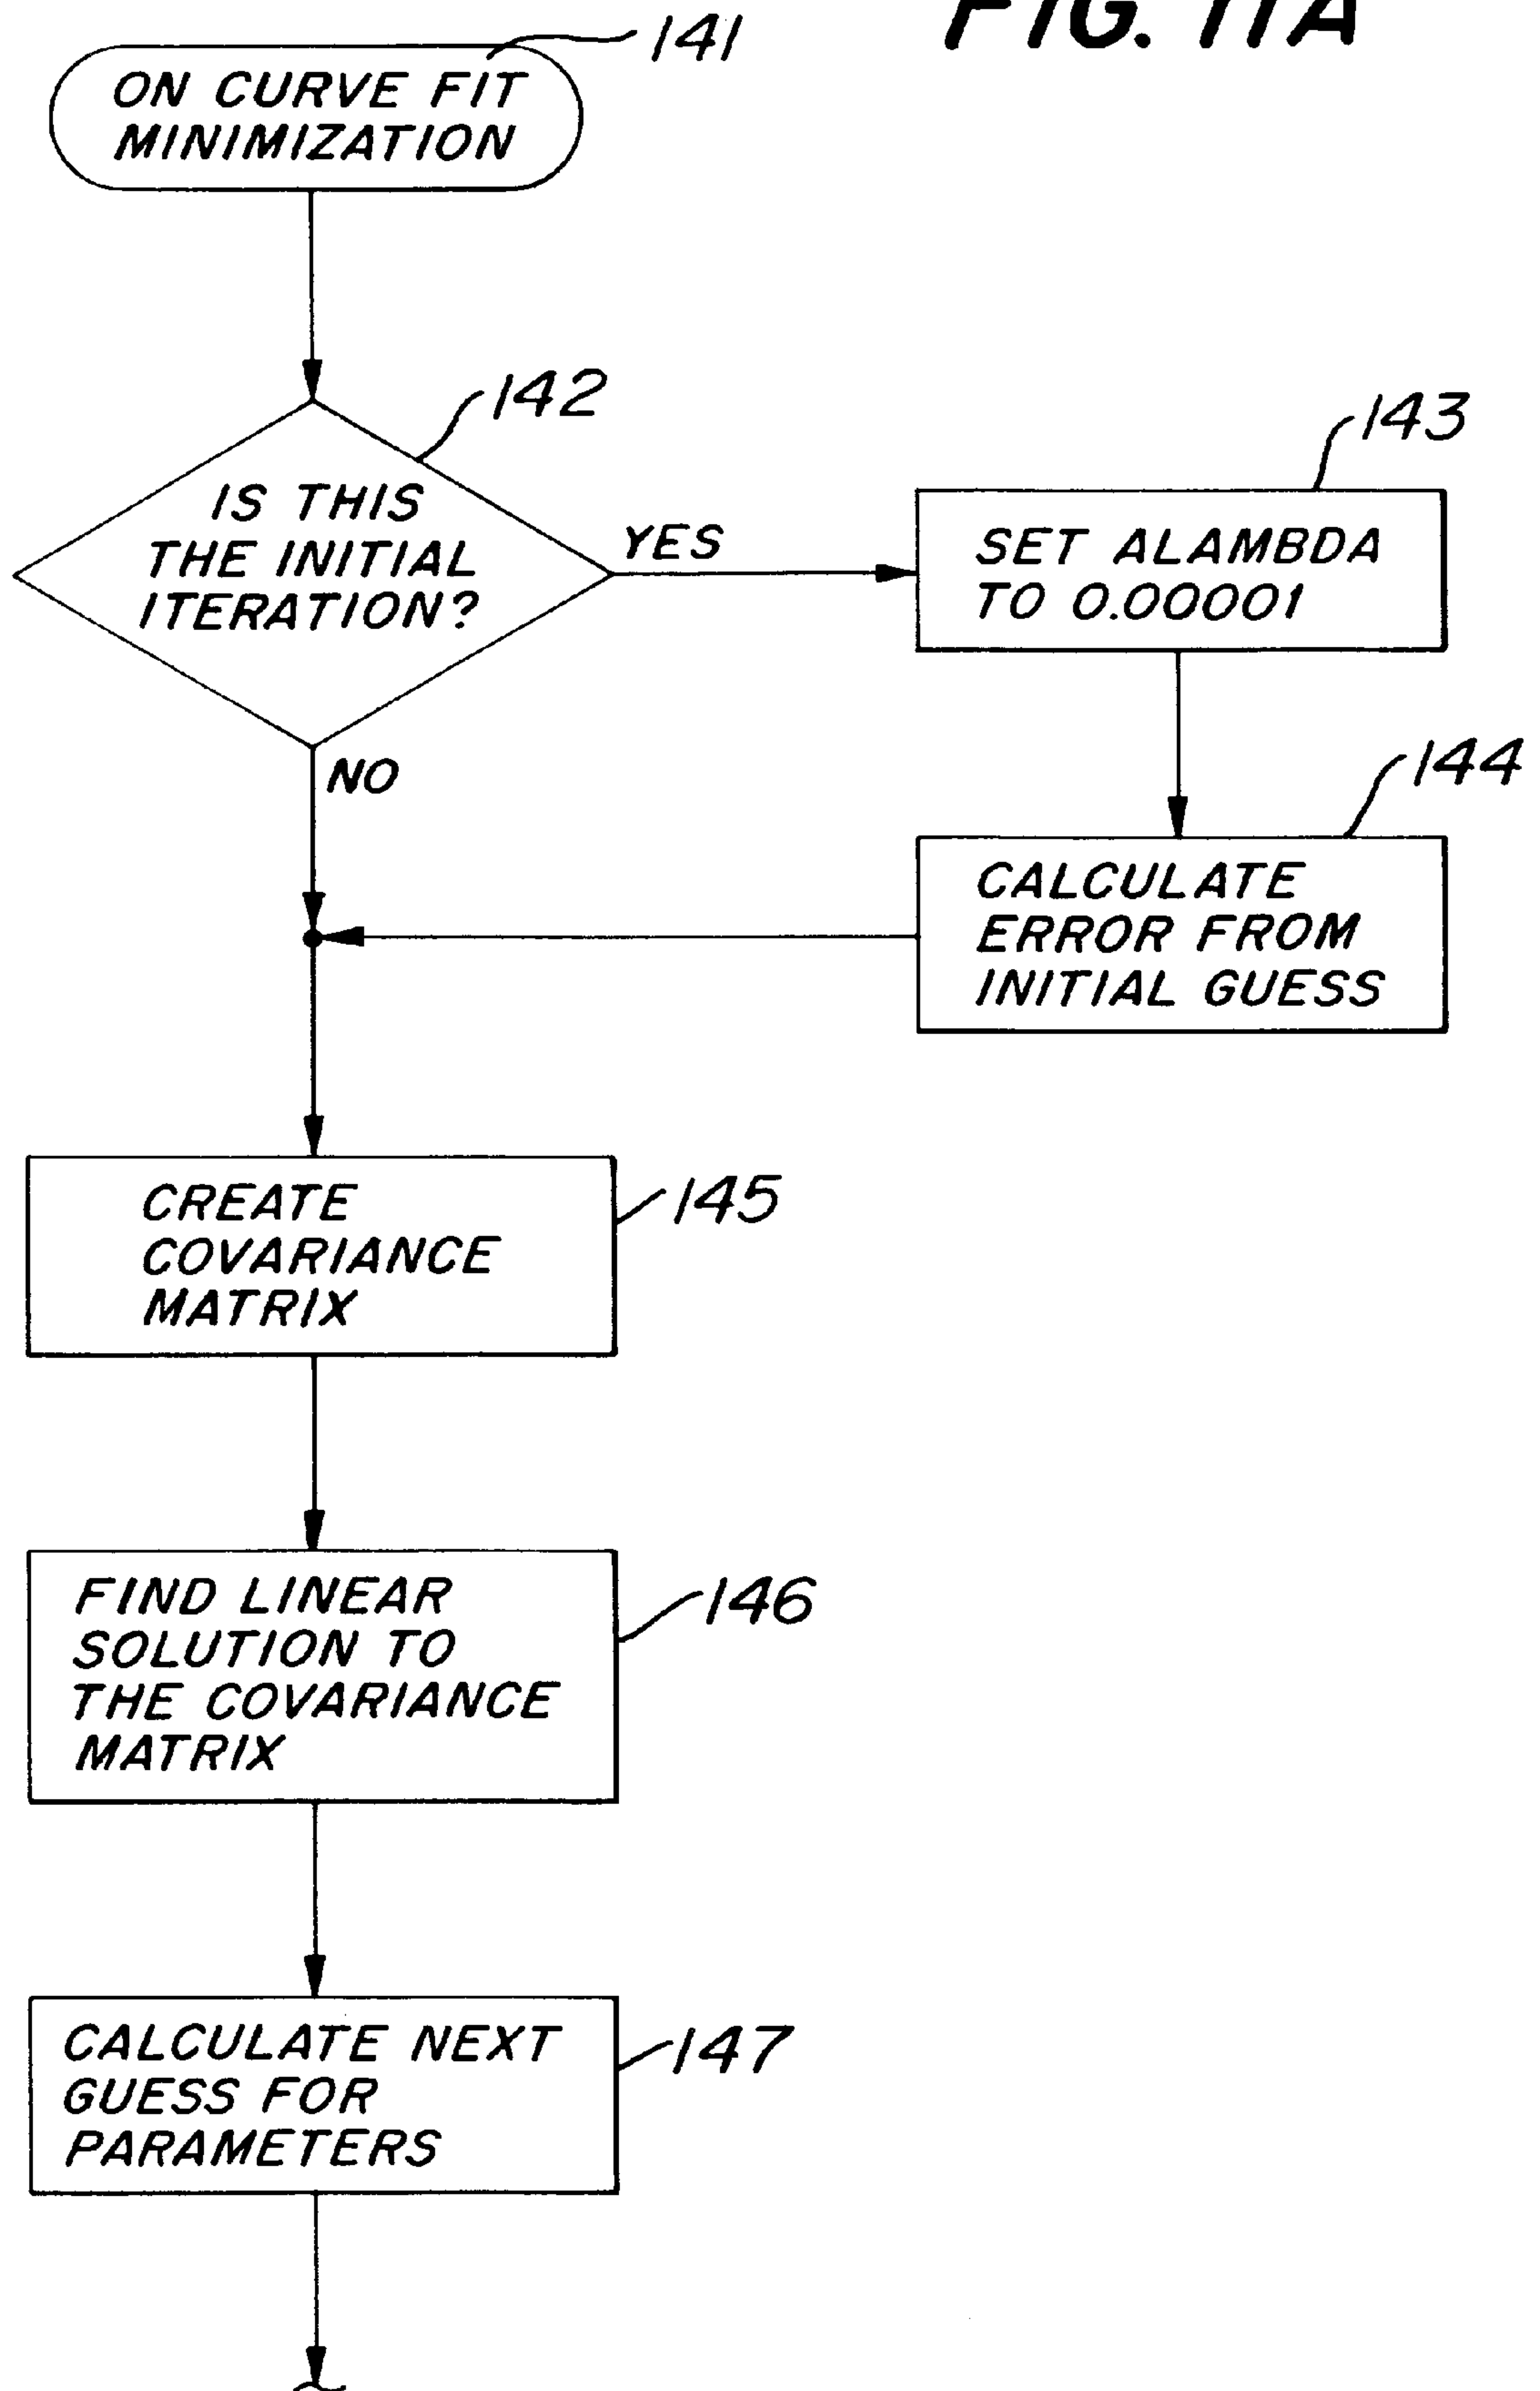 FIG. 11A
141
ON CURVE FIT
MINIMIZATION
142
IS THIS
THE INITIAL
ITERATION?
YES
NO
143
SET ALAMBDA
TO 0.00001
144
CALCULATE
ERROR FROM
INITIAL GUESS
145
CREATE
COVARIANCE
MATRIX
146
FIND LINEAR
SOLUTION TO
THE COVARIANCE
MATRIX
147
CALCULATE NEXT
GUESS FOR
PARAMETERS